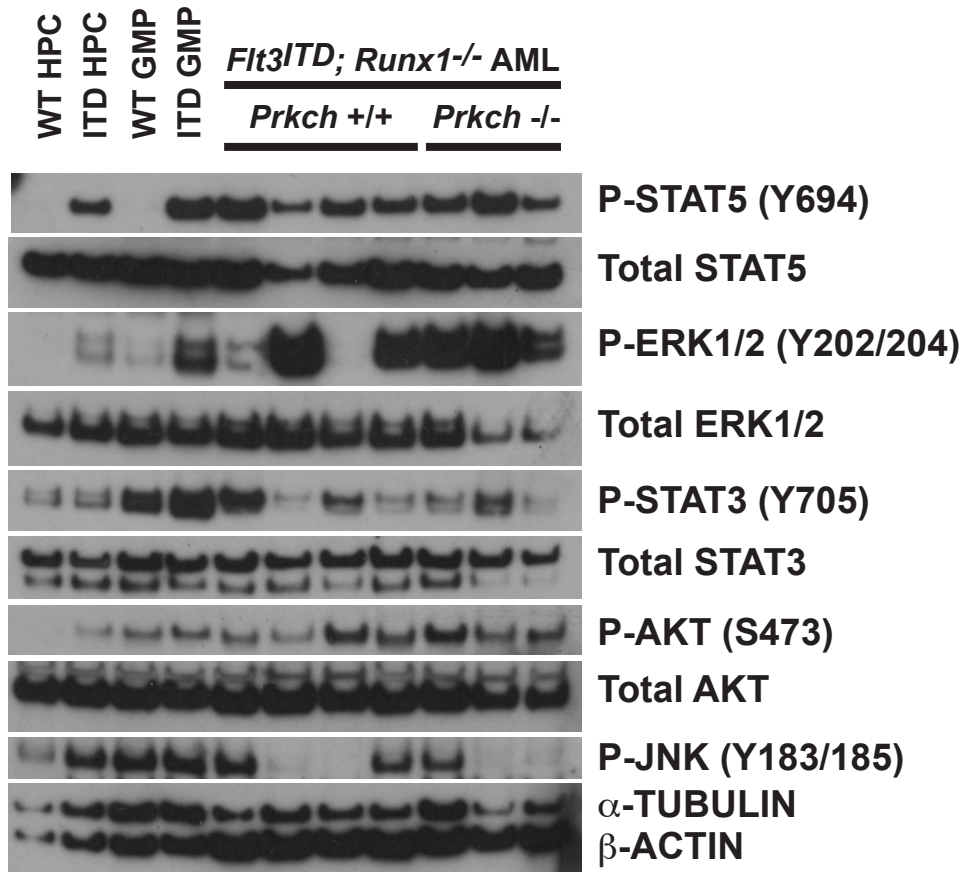 WT HPC
ITD HPC
WT GMP
ITD GMP
Flt3ITD; Runx1-/- AML
Prkch +/+
Prkch -/-
P-STAT5 (Y694)
Total STAT5
P-ERK1/2 (Y202/204)
Total ERK1/2
P-STAT3 (Y705)
Total STAT3
P-AKT (S473)
Total AKT
P-JNK (Y183/185)
α-TUBULIN
β-ACTIN